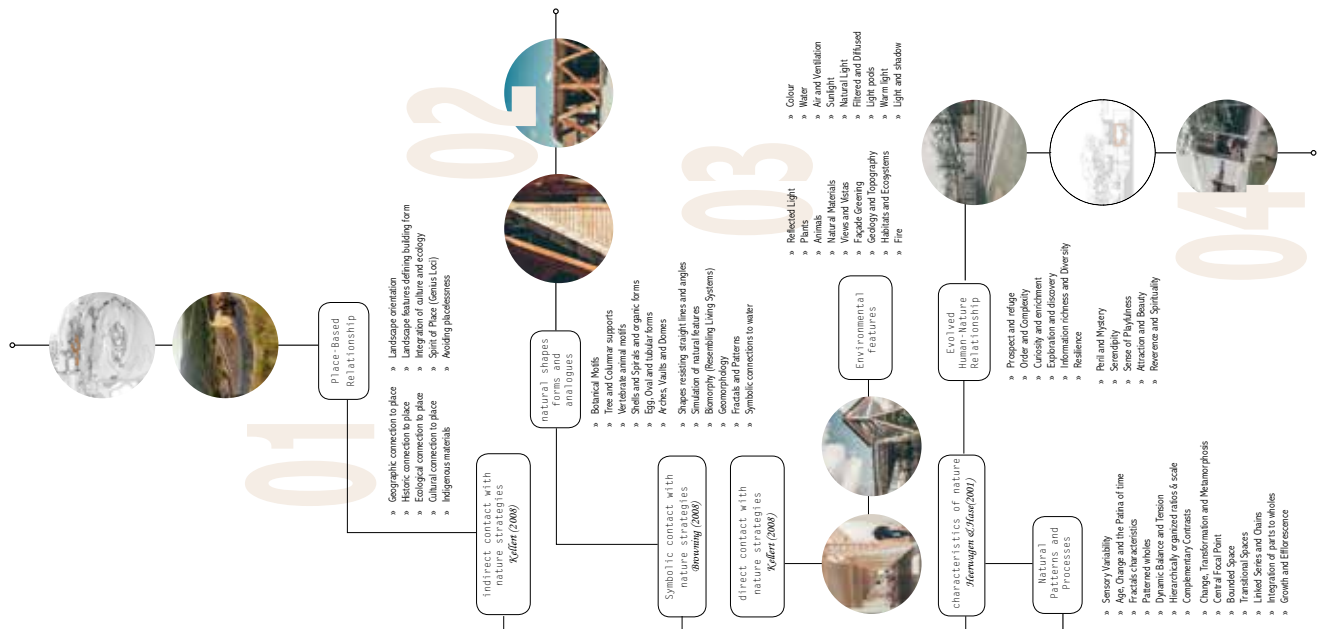 01
Place-Based
Relationship
» Geographic connection to place
» Historic connection to place
» Ecological connection to place
» Cultural connection to place
» Indigenous materials
» Landscape orientation
» Landscape features defining building form
» Integration of culture and ecology
» Spirit of Place (Genius Loci)
» Avoiding placelessness
indirect contact with
nature strategies
Kellert (2008)
02
natural shapes
forms and
analogues
» Botanical Motifs
» Tree and Columnar supports
» Vertebrate animal motifs
» Shells and Spirals and organic forms
» Egg, Oval and tubular forms
» Arches, Vaults and Domes
» Shapes resisting straight lines and angles
» Simulation of natural features
» Biomorphy (Resembling Living Systems)
» Geomorphology
» Fractals and Patterns
» Symbolic connections to water
Symbolic contact with
nature strategies
Browning (2008)
direct contact with
nature strategies
Kellert (2008)
03
Environmental
features
» Reflected Light
» Plants
» Animals
» Natural Materials
» Views and Vistas
» Façade Greening
» Geology and Topography
» Habitats and Ecosystems
» Fire
» Colour
» Water
» Air and Ventilation
» Sunlight
» Natural Light
» Filtered and Diffused
» Light pools
» Warm light
» Light and shadow
04
Evolved
Human-Nature
Relationship
» Prospect and refuge
» Order and Complexity
» Curiosity and enrichment
» Exploration and discovery
» Information richness and Diversity
» Resilience
» Peril and Mystery
» Serendipity
» Sense of Playfulness
» Attraction and Beauty
» Reverence and Spirituality
characteristics of nature
Heerwagen & Hase(2001)
Natural
Patterns and
Processes
» Sensory Variability
» Age, Change and the Patina of time
» Fractals characteristics
» Patterned wholes
» Dynamic Balance and Tension
» Hierarchically organized ratios & scale
» Complementary Contrasts
» Change, Transformation and Metamorphosis
» Central Focal Point
» Bounded Space
» Transitional Spaces
» Linked Series and Chains
» Integration of parts to wholes
» Growth and Efflorescence